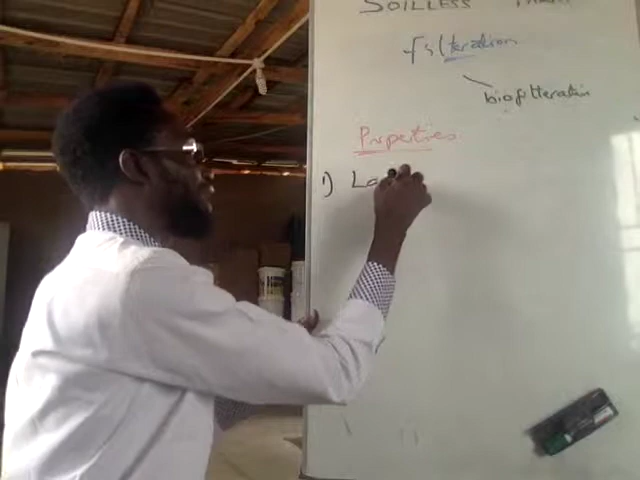 SOILLESS
filteration
biofilteration
Properties
1) La